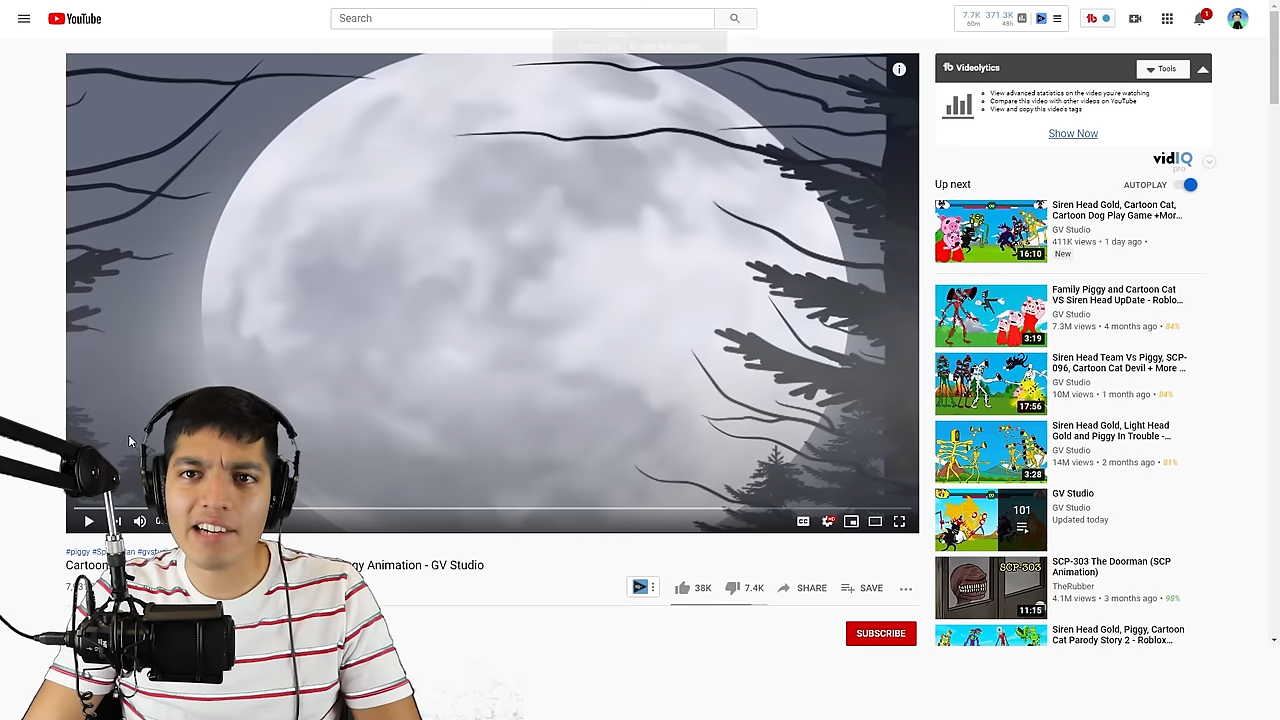 YouTube
Search
7.7K 371.3K
60m 48h
tb
1
tb Videolytics
Tools
View advanced statistics on the video you're watching
Compare this video with other videos on YouTube
View and copy this video's tags
Show Now
vidIQ
pro
Up next
AUTOPLAY
Siren Head Gold, Cartoon Cat,
Cartoon Dog Play Game +Mor...
GV Studio
411K views • 1 day ago •
New
16:10
Family Piggy and Cartoon Cat
VS Siren Head UpDate - Roblo...
GV Studio
7.3M views • 4 months ago • 84%
3:19
Siren Head Team Vs Piggy, SCP-
096, Cartoon Cat Devil + More ...
GV Studio
10M views • 1 month ago • 84%
17:56
Siren Head Gold, Light Head
Gold and Piggy In Trouble -...
GV Studio
14M views • 2 months ago • 81%
3:28
GV Studio
GV Studio
Updated today
101
SCP-303 The Doorman (SCP
Animation)
TheRubber
4.1M views • 3 months ago • 98%
SCP-303
11:15
Siren Head Gold, Piggy, Cartoon
Cat Parody Story 2 - Roblox...
HD
#piggy
Cartoon gy Animation - GV Studio
38K 7.4K SHARE SAVE
SUBSCRIBE